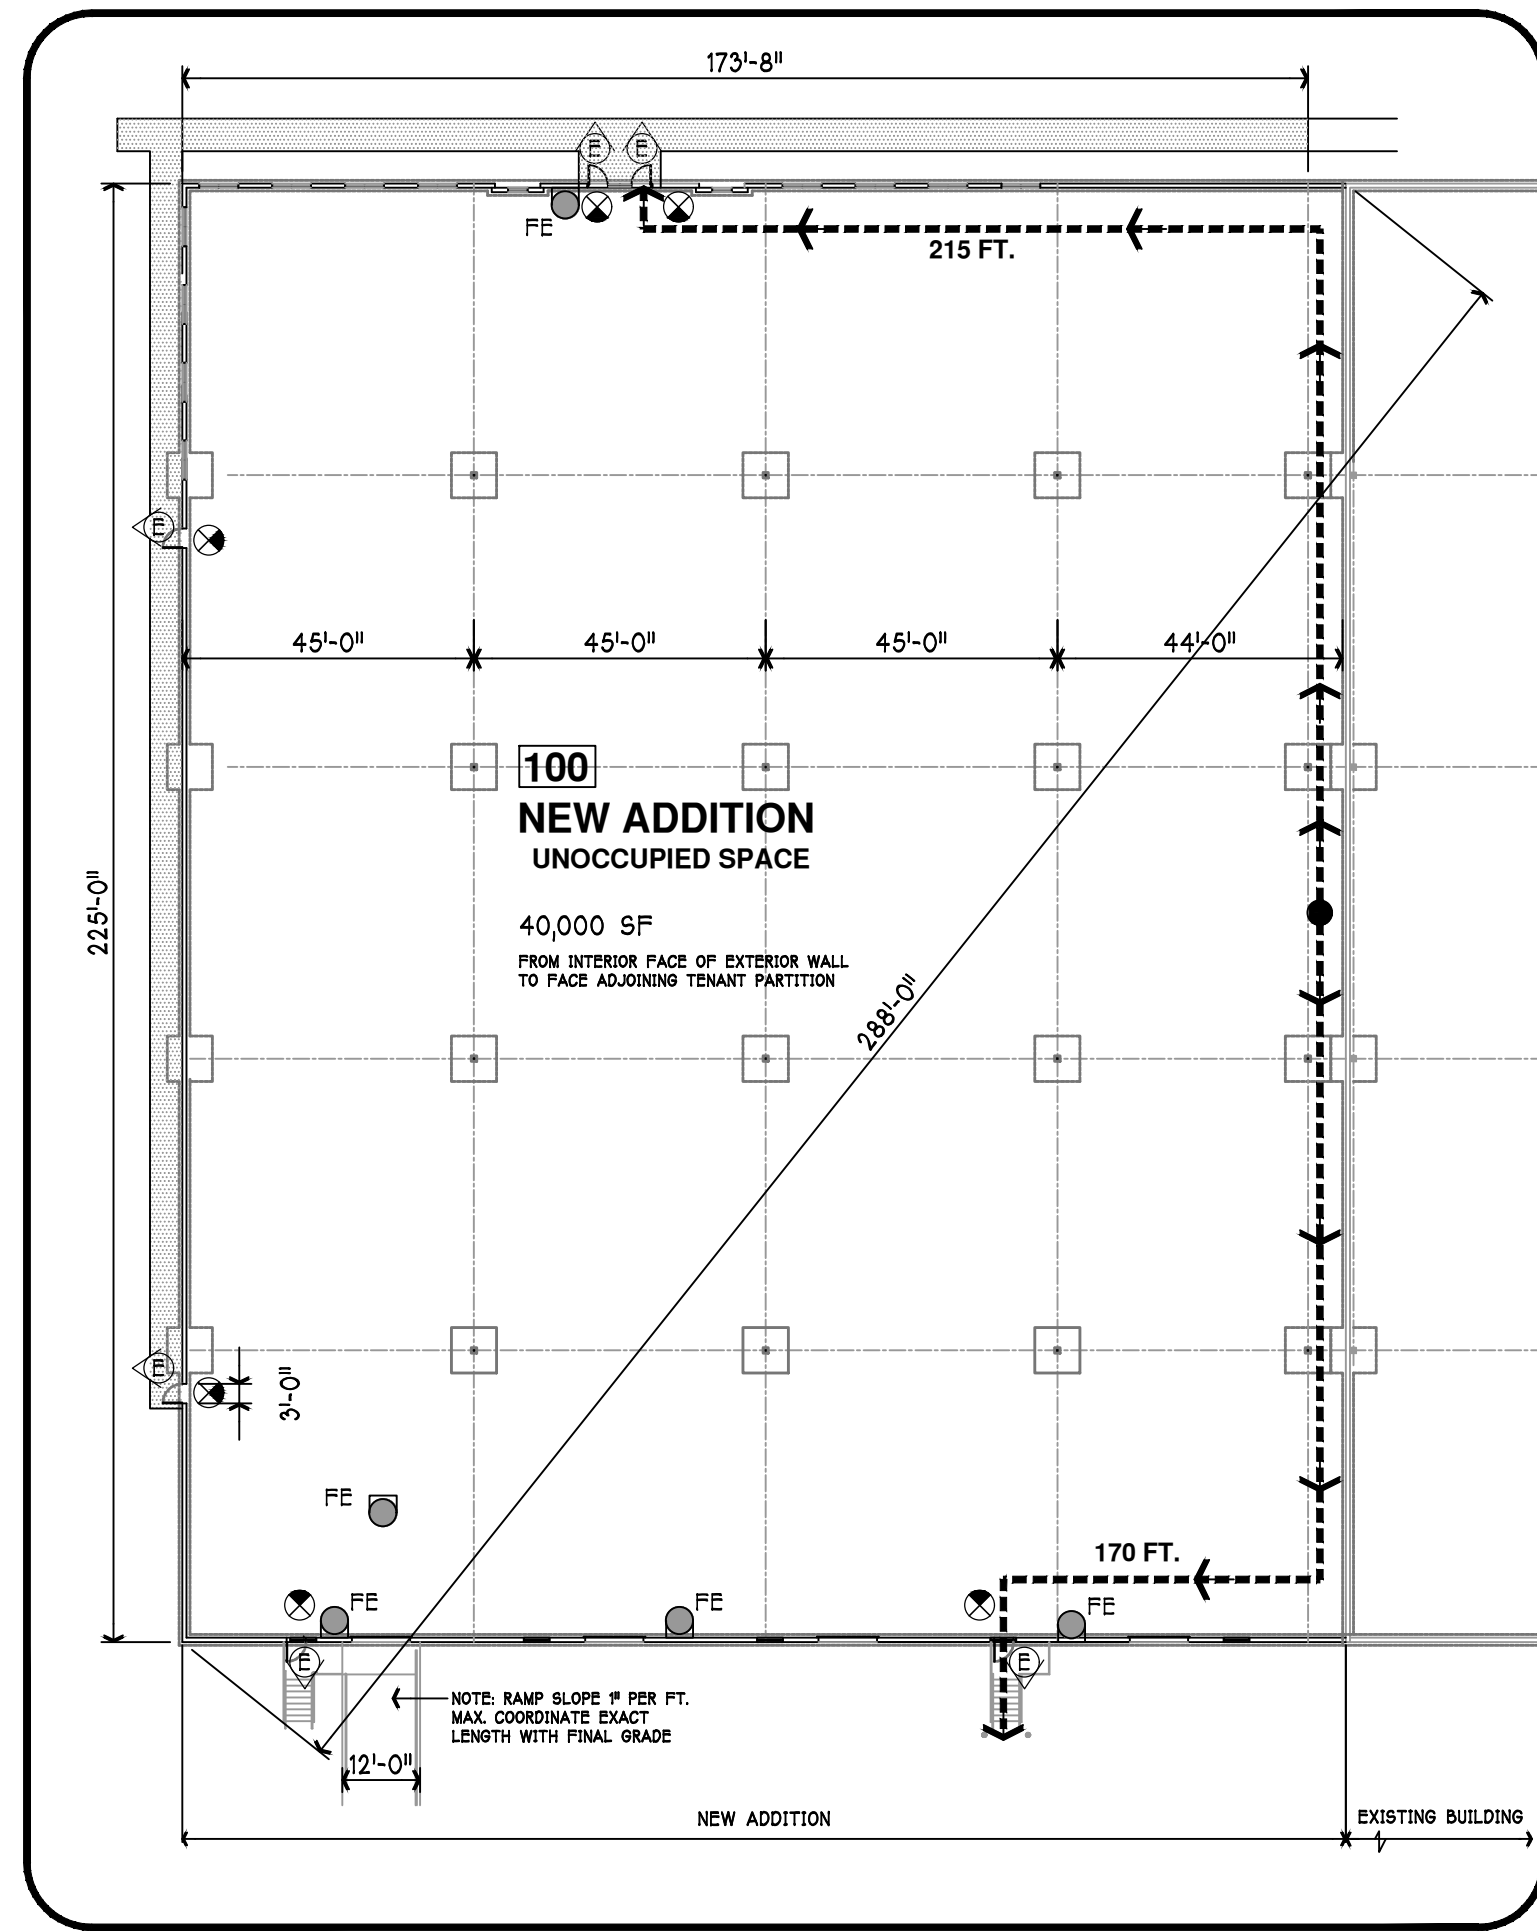 173'-8"
E E
FE
215 FT.
E
45'-0" 45'-0" 45'-0" 44'-0"
100
NEW ADDITION
UNOCCUPIED SPACE
225'-0"
40,000 SF
FROM INTERIOR FACE OF EXTERIOR WALL
TO FACE ADJOINING TENANT PARTITION
288'-0"
E
3'-0"
FE
170 FT.
FE FE FE
E E
NOTE: RAMP SLOPE 1" PER FT.
MAX. COORDINATE EXACT
LENGTH WITH FINAL GRADE
12'-0"
NEW ADDITION EXISTING BUILDING